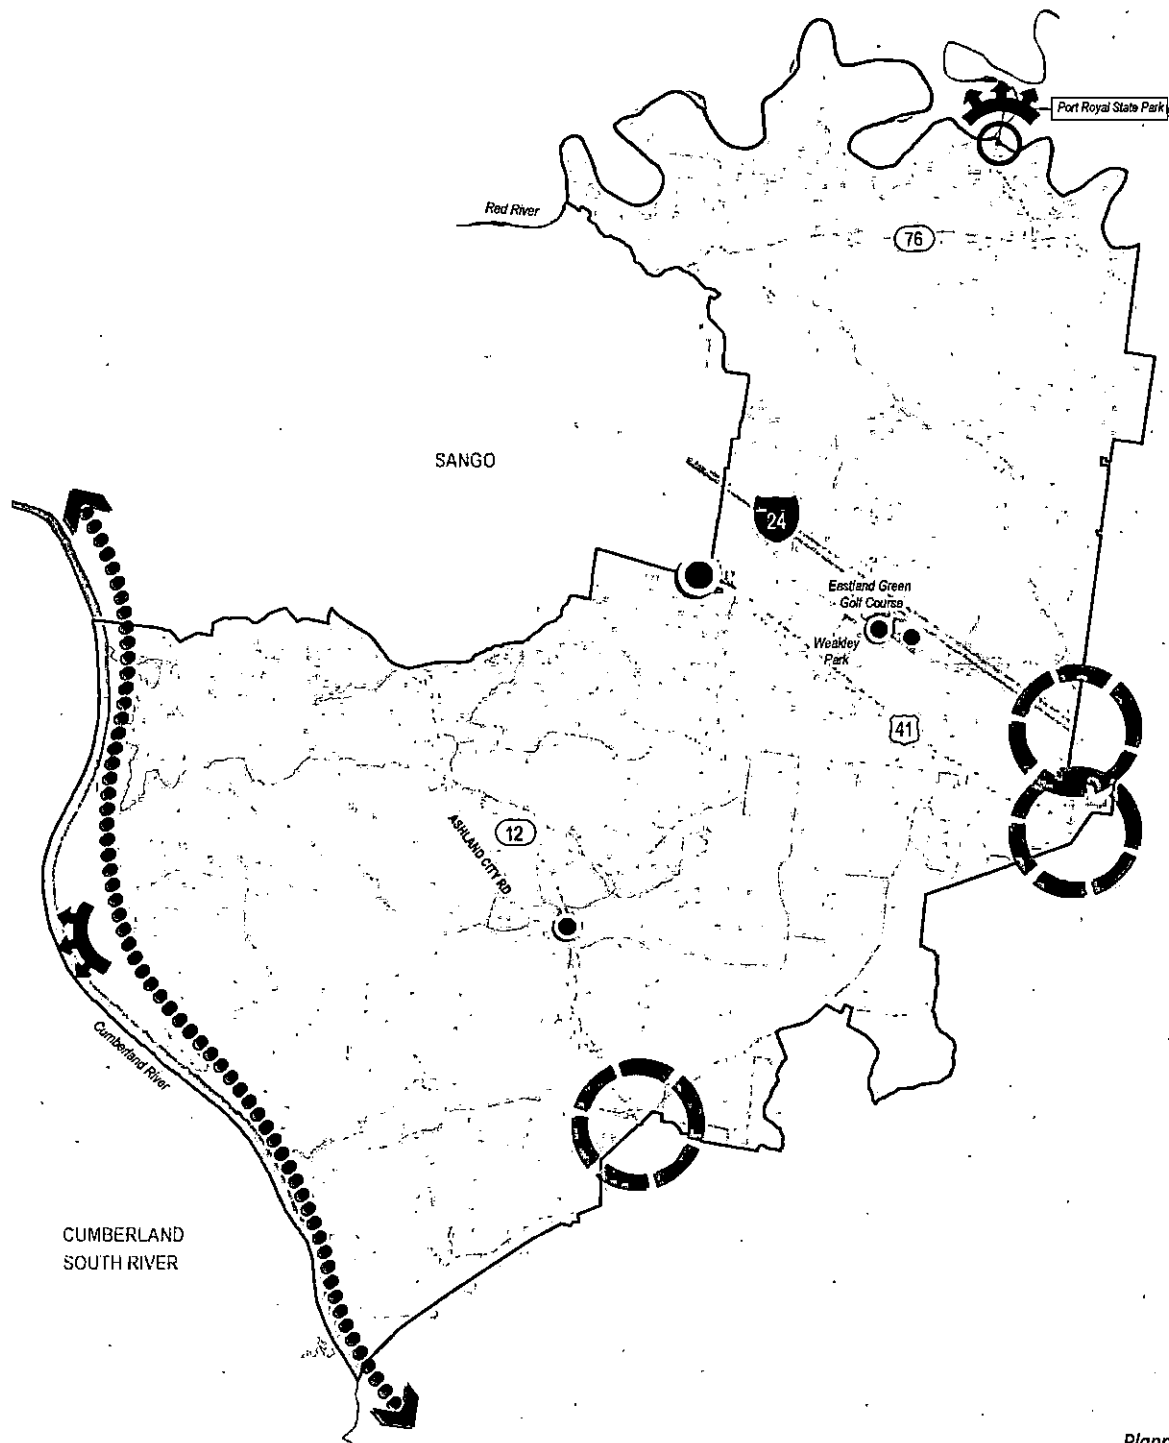 Port Royal State Park
Red River
76
SANGO
24
Eastland Green
Golf Course
Weakley
Park
41
ASHLAND CITY RD
12
Cumberland River
CUMBERLAND
SOUTH RIVER